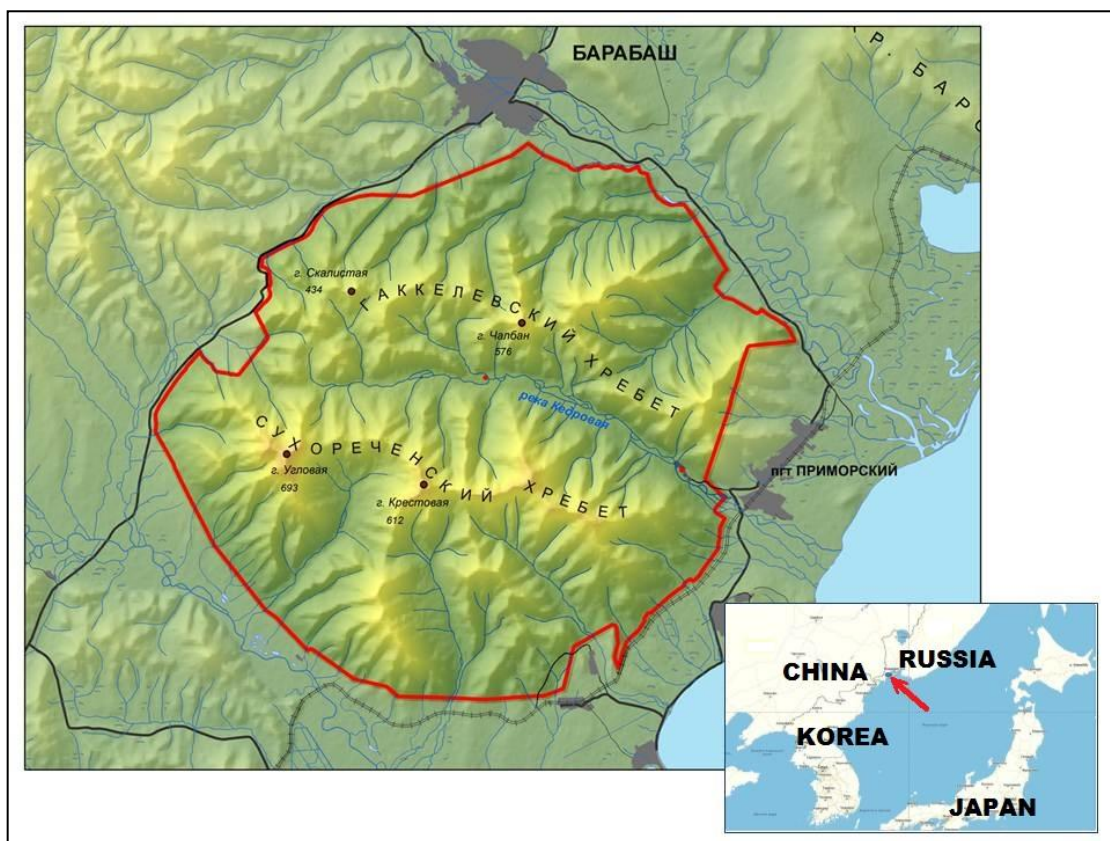 БАРАБАШ
Р. БАРС
г. Скалистая
434
ГАККЕЛЕВСКИЙ ХРЕБЕТ
г. Чалбан
576
река Кедровая
СУХОРЕЧЕНСКИЙ ХРЕБЕТ
г. Угловая
693
г. Крестовая
612
пгт ПРИМОРСКИЙ
CHINA
RUSSIA
KOREA
JAPAN